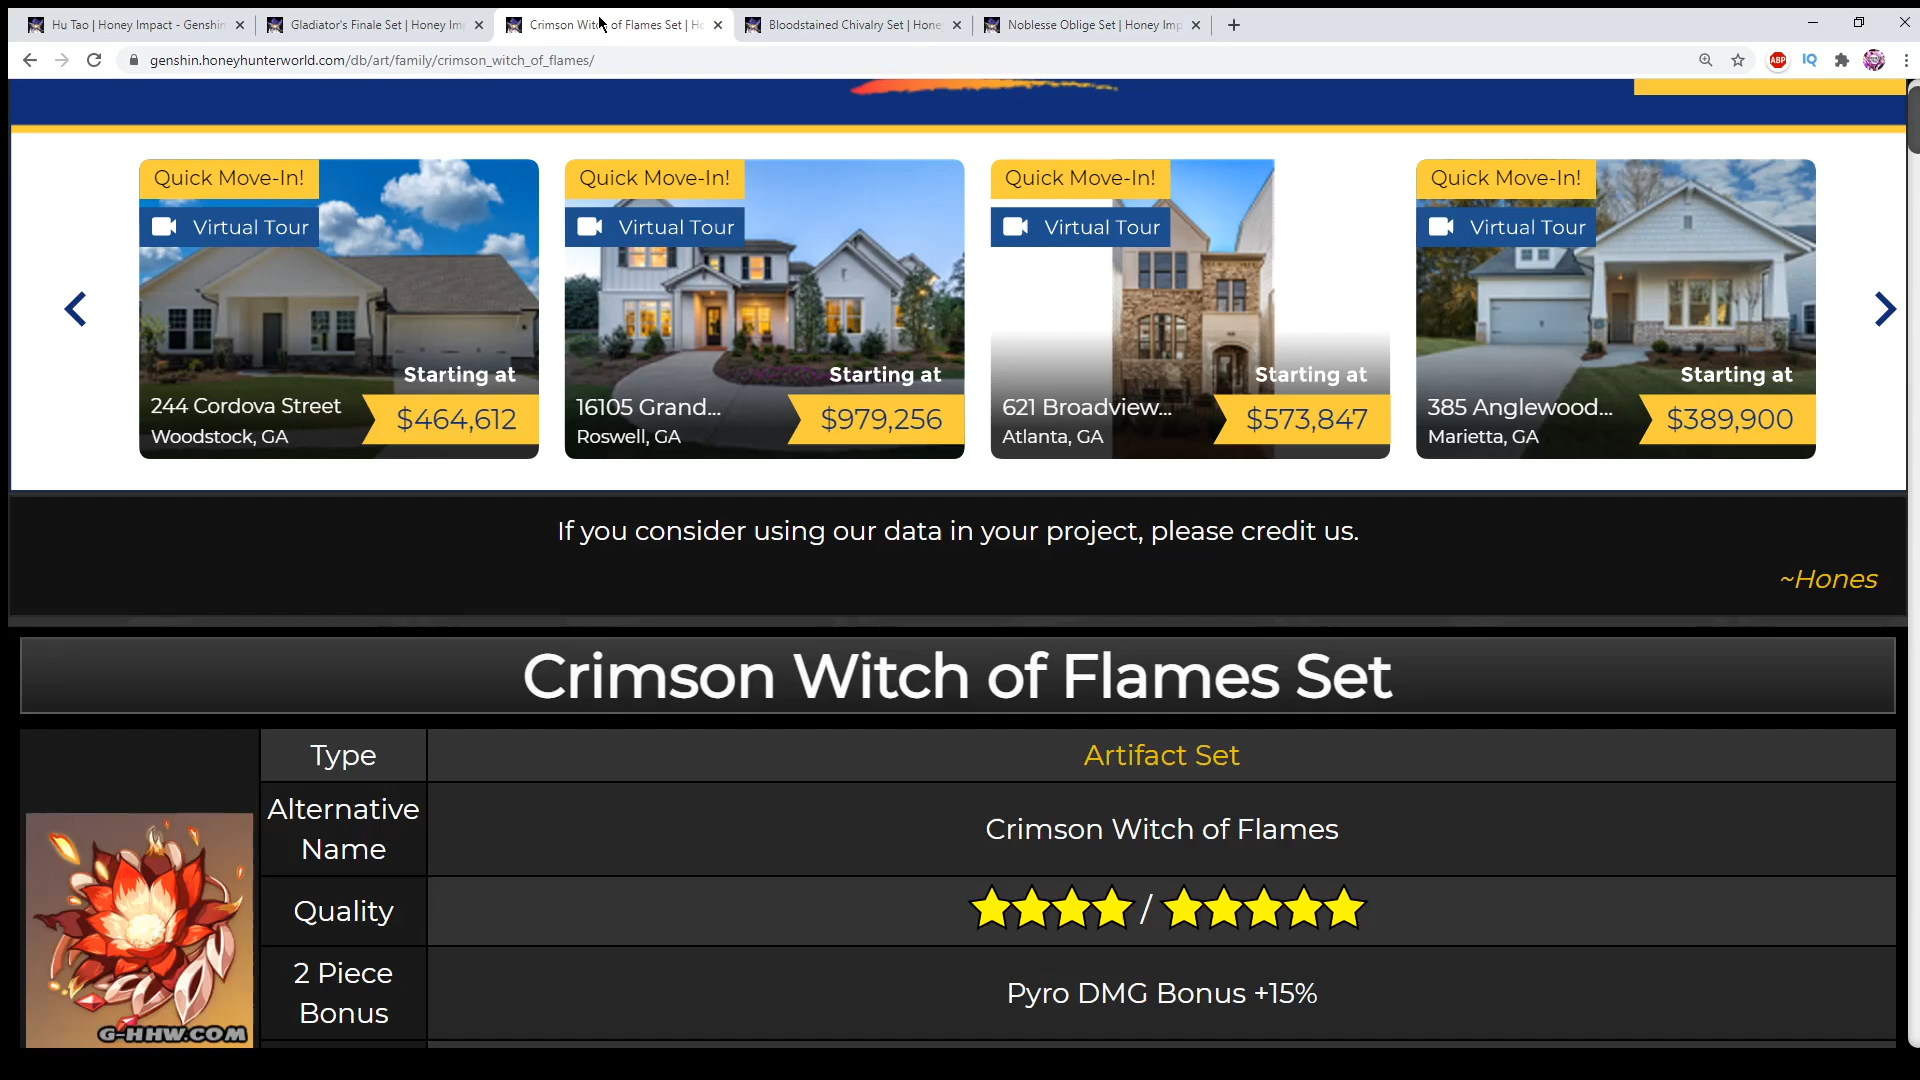 Hu Tao | Honey Impact - Genshin
Gladiator's Finale Set | Honey Im
Crimson Witch of Flames Set | Ho
Bloodstained Chivalry Set | Hone
Noblesse Oblige Set | Honey Imp
genshin.honeyhunterworld.com/db/art/family/crimson_witch_of_flames/
ABP
IQ
Quick Move-In!
Virtual Tour
Starting at
244 Cordova Street
$464,612
Woodstock, GA
Quick Move-In!
Virtual Tour
Starting at
16105 Grand...
$979,256
Roswell, GA
Quick Move-In!
Virtual Tour
Starting at
621 Broadview...
$573,847
Atlanta, GA
Quick Move-In!
Virtual Tour
Starting at
385 Anglewood...
$389,900
Marietta, GA
If you consider using our data in your project, please credit us.
~Hones
Crimson Witch of Flames Set
Type
Artifact Set
Alternative
Name
Crimson Witch of Flames
Quality
/
2 Piece
Bonus
Pyro DMG Bonus +15%
G-HHW.COM